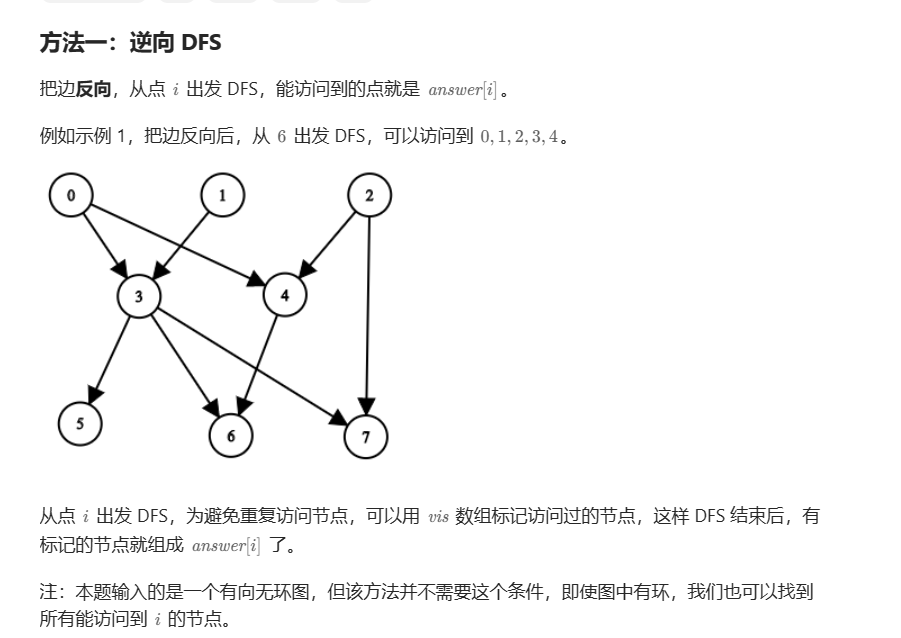 方法一：逆向 DFS
把边反向，从点 i 出发 DFS，能访问到的点就是 answer[i]。
例如示例 1，把边反向后，从 6 出发 DFS，可以访问到 0,1,2,3,4。
0
1
2
3
4
5
6
7
从点 i 出发 DFS，为避免重复访问节点，可以用 vis 数组标记访问过的节点，这样 DFS 结束后，有
标记的节点就组成 answer[i] 了。
注：本题输入的是一个有向无环图，但该方法并不需要这个条件，即使图中有环，我们也可以找到
所有能访问到 i 的节点。